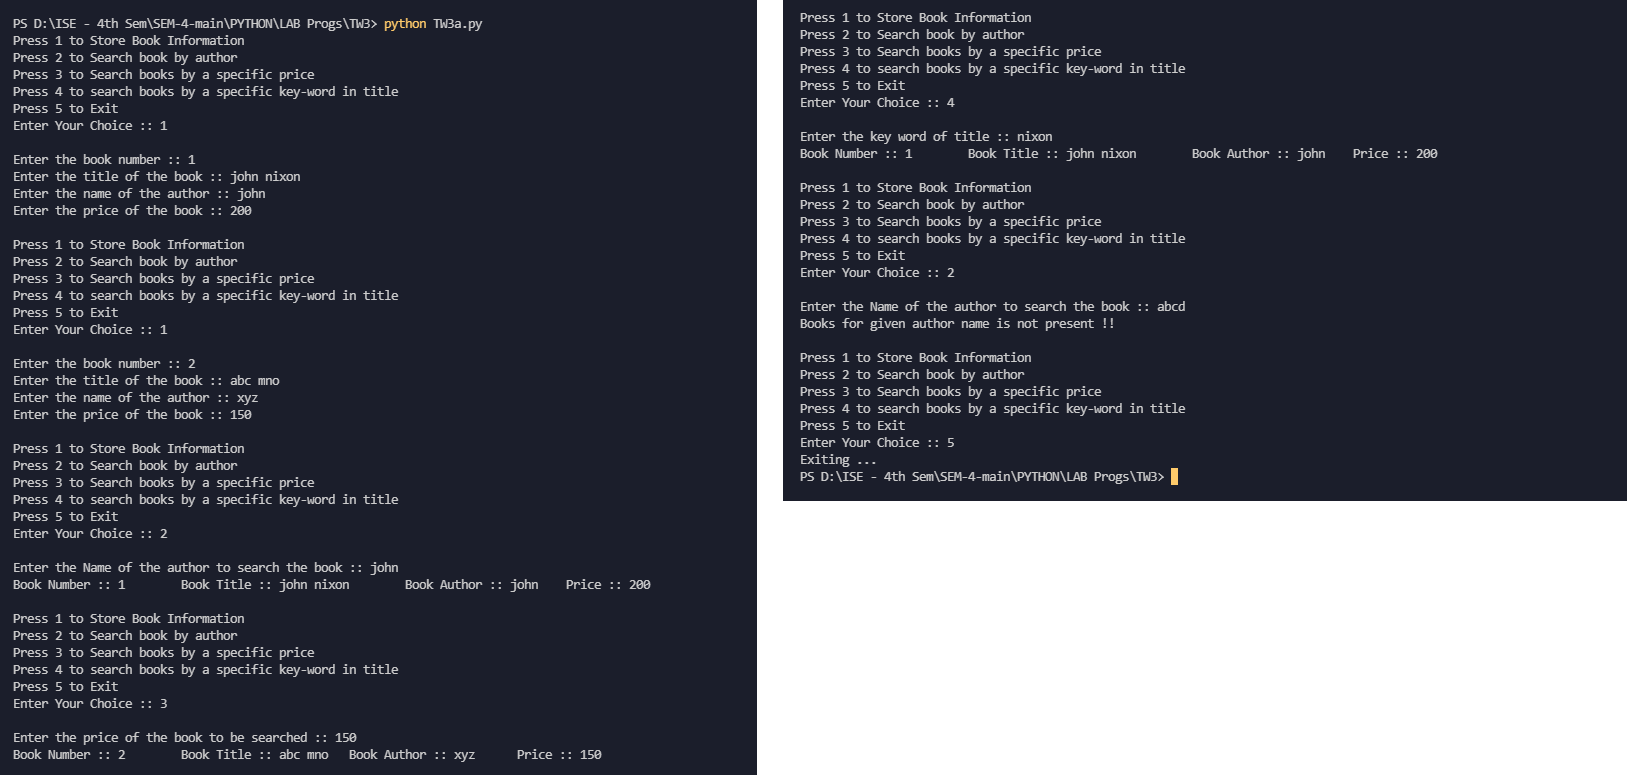 PS D:\ISE - 4th Sem\SEM-4-main\PYTHON\LAB Progs\TW3> python TW3a.py
Press 1 to Store Book Information
Press 2 to Search book by author
Press 3 to Search books by a specific price
Press 4 to search books by a specific key-word in title
Press 5 to Exit
Enter Your Choice :: 1

Enter the book number :: 1
Enter the title of the book :: john nixon
Enter the name of the author :: john
Enter the price of the book :: 200

Press 1 to Store Book Information
Press 2 to Search book by author
Press 3 to Search books by a specific price
Press 4 to search books by a specific key-word in title
Press 5 to Exit
Enter Your Choice :: 1

Enter the book number :: 2
Enter the title of the book :: abc mno
Enter the name of the author :: xyz
Enter the price of the book :: 150

Press 1 to Store Book Information
Press 2 to Search book by author
Press 3 to Search books by a specific price
Press 4 to search books by a specific key-word in title
Press 5 to Exit
Enter Your Choice :: 2

Enter the Name of the author to search the book :: john
Book Number :: 1        Book Title :: john nixon        Book Author :: john    Price :: 200

Press 1 to Store Book Information
Press 2 to Search book by author
Press 3 to Search books by a specific price
Press 4 to search books by a specific key-word in title
Press 5 to Exit
Enter Your Choice :: 3

Enter the price of the book to be searched :: 150
Book Number :: 2        Book Title :: abc mno   Book Author :: xyz      Price :: 150

Press 1 to Store Book Information
Press 2 to Search book by author
Press 3 to Search books by a specific price
Press 4 to search books by a specific key-word in title
Press 5 to Exit
Enter Your Choice :: 4

Enter the key word of title :: nixon
Book Number :: 1        Book Title :: john nixon        Book Author :: john    Price :: 200

Press 1 to Store Book Information
Press 2 to Search book by author
Press 3 to Search books by a specific price
Press 4 to search books by a specific key-word in title
Press 5 to Exit
Enter Your Choice :: 2

Enter the Name of the author to search the book :: abcd
Books for given author name is not present !!

Press 1 to Store Book Information
Press 2 to Search book by author
Press 3 to Search books by a specific price
Press 4 to search books by a specific key-word in title
Press 5 to Exit
Enter Your Choice :: 5
Exiting ...
PS D:\ISE - 4th Sem\SEM-4-main\PYTHON\LAB Progs\TW3>